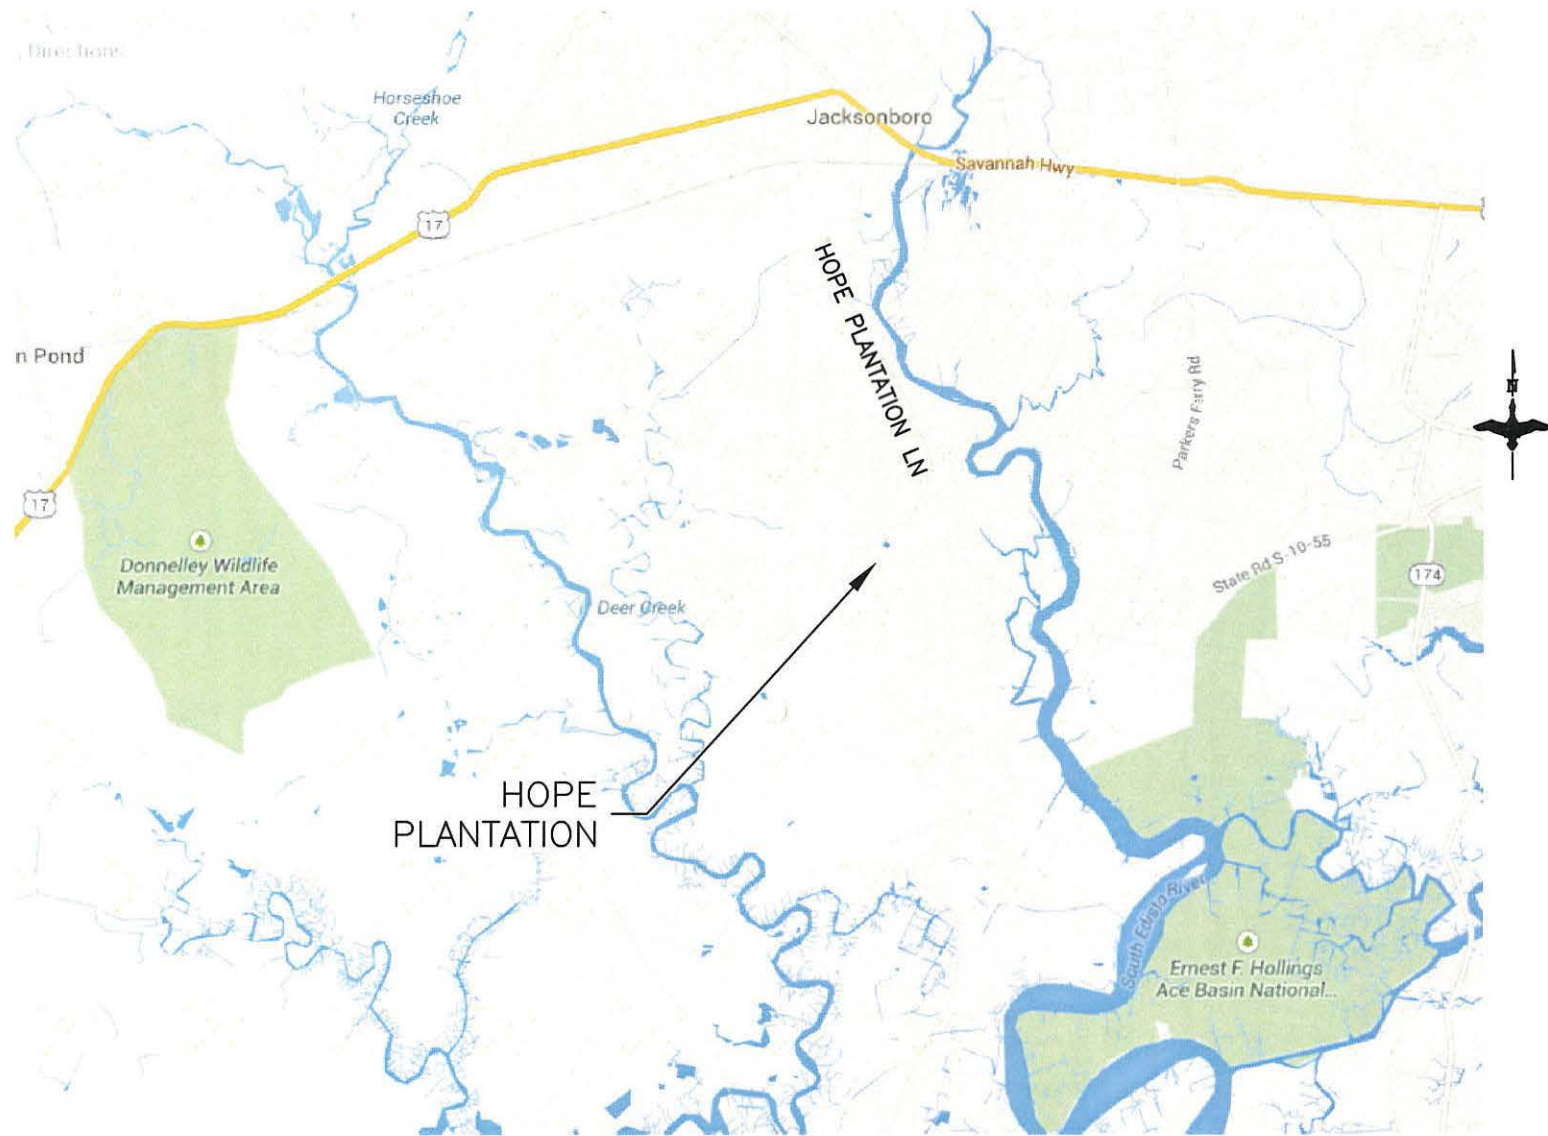 Directions
Horseshoe
Creek
Jacksonboro
Savannah Hwy
17
HOPE PLANTATION LN
n Pond
N
Parkers Ferry Rd
17
Donnelley Wildlife
Management Area
State Rd S-10-55
174
Deer Creek
HOPE
PLANTATION
South Edisto River
Ernest F. Hollings
Ace Basin National...